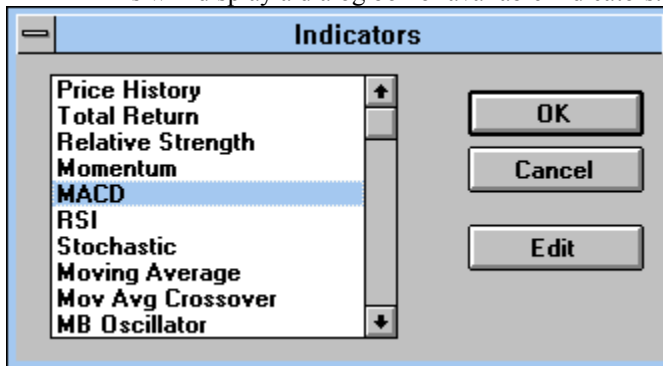 Indicators
Price History
Total Return
Relative Strength
Momentum
MACD
RSI
Stochastic
Moving Average
Mov Avg Crossover
MB Oscillator
OK
Cancel
Edit